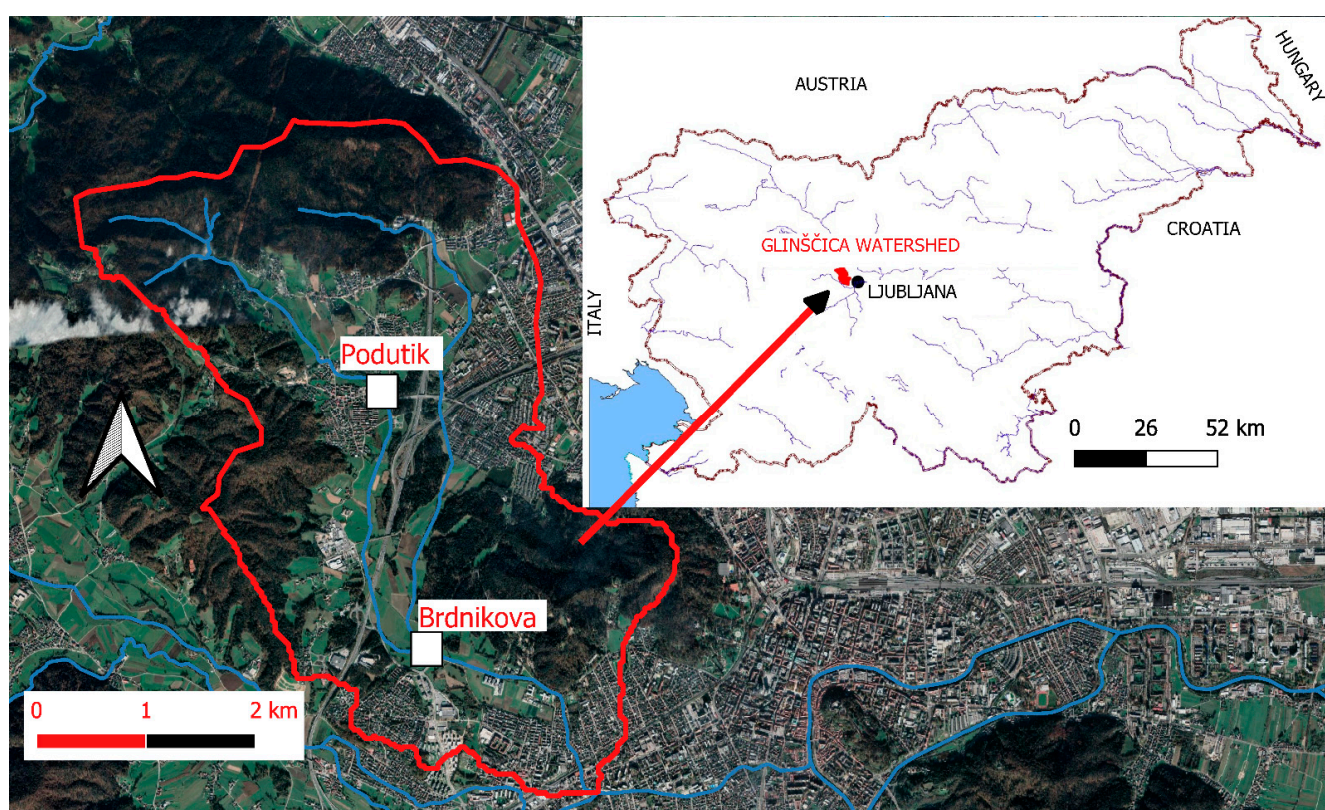 AUSTRIA
HUNGARY
CROATIA
GLINŠČICA WATERSHED
LJUBLJANA
ITALY
0 26 52 km
Podutik
Brdnikova
0 1 2 km